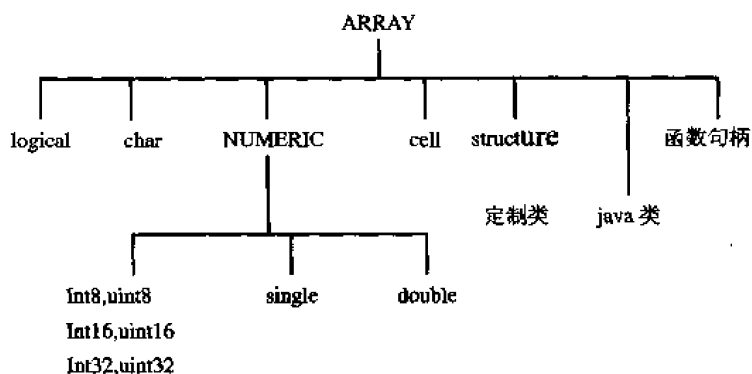 ARRAY
logical char NUMERIC cell structure 函数句柄
定制类 java 类
Int8,uint8 single double
Int16,uint16
Int32,uint32